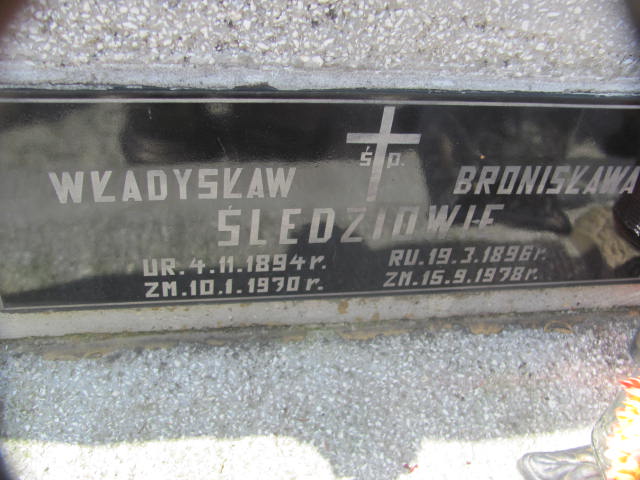 ś.p.
WŁADYSŁAW BRONISŁAWA
ŚLEDZIOWIE
UR. 4.11.1894 r. RU. 19.3.1896 r.
ZM. 10.1.1970 r. ZM. 15.9.1978 r.